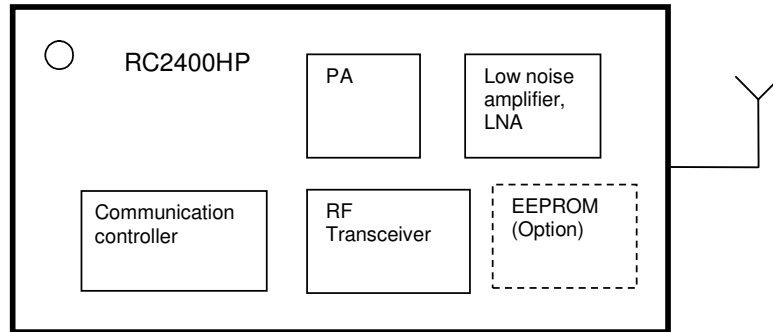 RC2400HP
PA
Low noise
amplifier,
LNA
Communication
controller
RF
Transceiver
EEPROM
(Option)